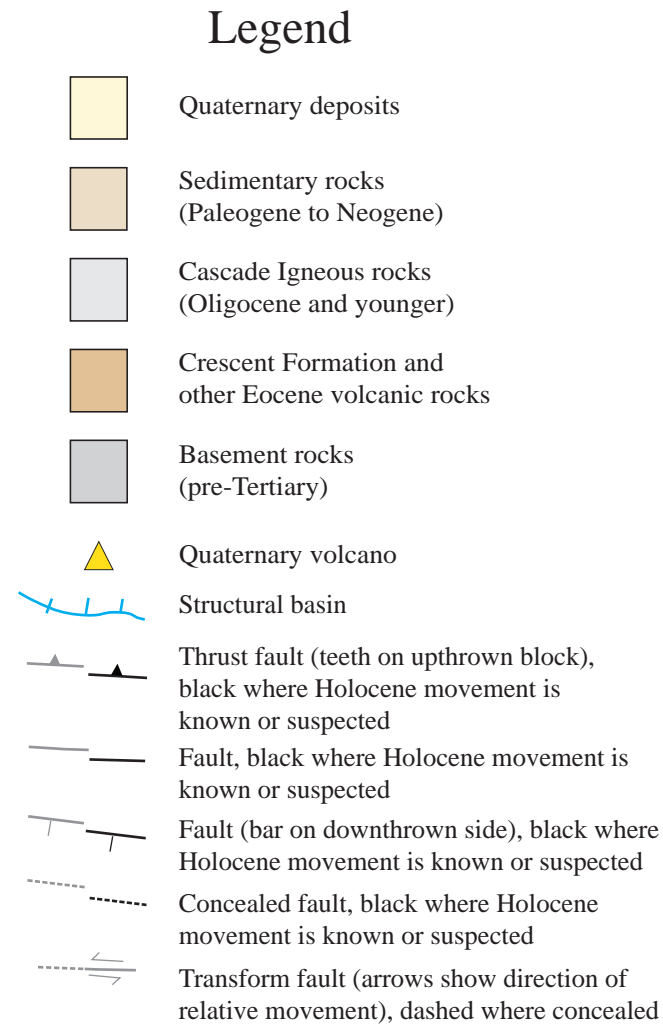 Legend
Quaternary deposits
Sedimentary rocks
(Paleogene to Neogene)
Cascade Igneous rocks
(Oligocene and younger)
Crescent Formation and
other Eocene volcanic rocks
Basement rocks
(pre-Tertiary)
Quaternary volcano
Structural basin
Thrust fault (teeth on upthrown block),
black where Holocene movement is
known or suspected
Fault, black where Holocene movement is
known or suspected
Fault (bar on downthrown side), black where
Holocene movement is known or suspected
Concealed fault, black where Holocene
movement is known or suspected
Transform fault (arrows show direction of
relative movement), dashed where concealed